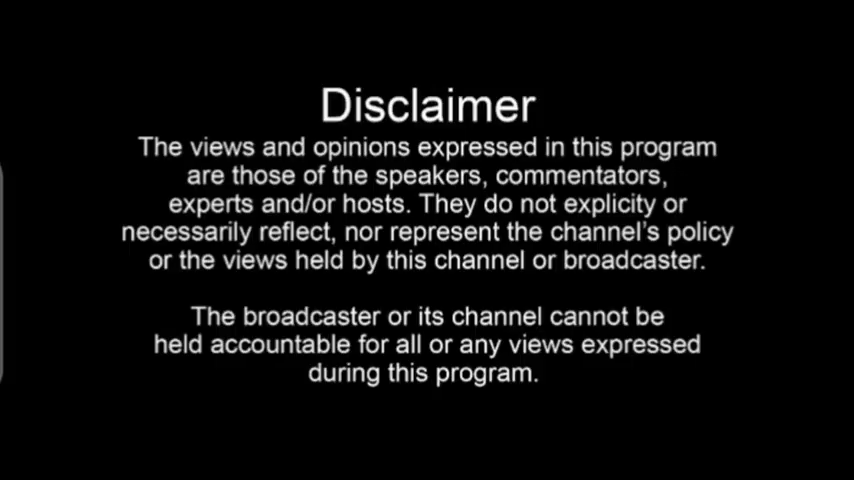 Disclaimer
The views and opinions expressed in this program
are those of the speakers, commentators,
experts and/or hosts. They do not explicity or
necessarily reflect, nor represent the channel's policy
or the views held by this channel or broadcaster.
The broadcaster or its channel cannot be
held accountable for all or any views expressed
during this program.